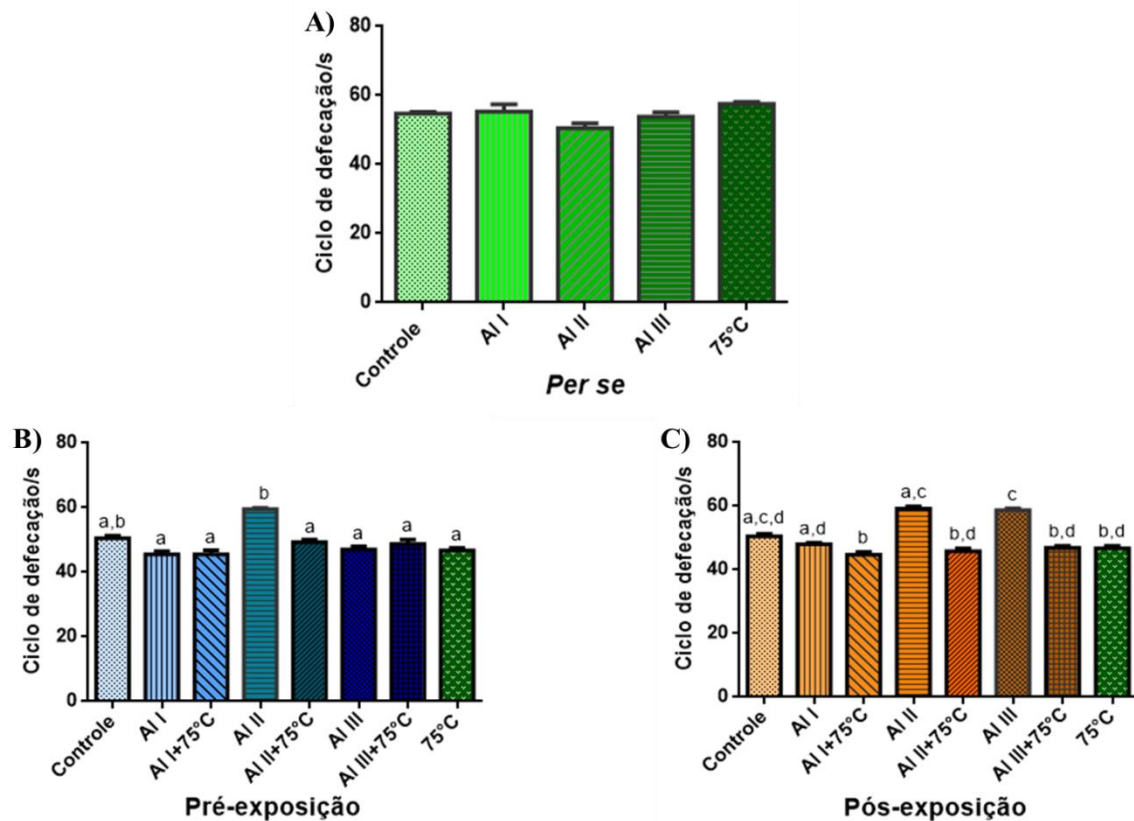 A)
Ciclo de defecação/s
80
60
40
20
0
Controle
Al I
Al II
Al III
75°C
Per se
B)
Ciclo de defecação/s
80
60
40
20
0
a,b
a
a
b
a
a
a
a
Controle
Al I
Al I+75°C
Al II
Al II+75°C
Al III
Al III+75°C
75°C
Pré-exposição
C)
Ciclo de defecação/s
80
60
40
20
0
a,c,d
a,d
b
a,c
b,d
c
b,d
b,d
Controle
Al I
Al I+75°C
Al II
Al II+75°C
Al III
Al III+75°C
75°C
Pós-exposição